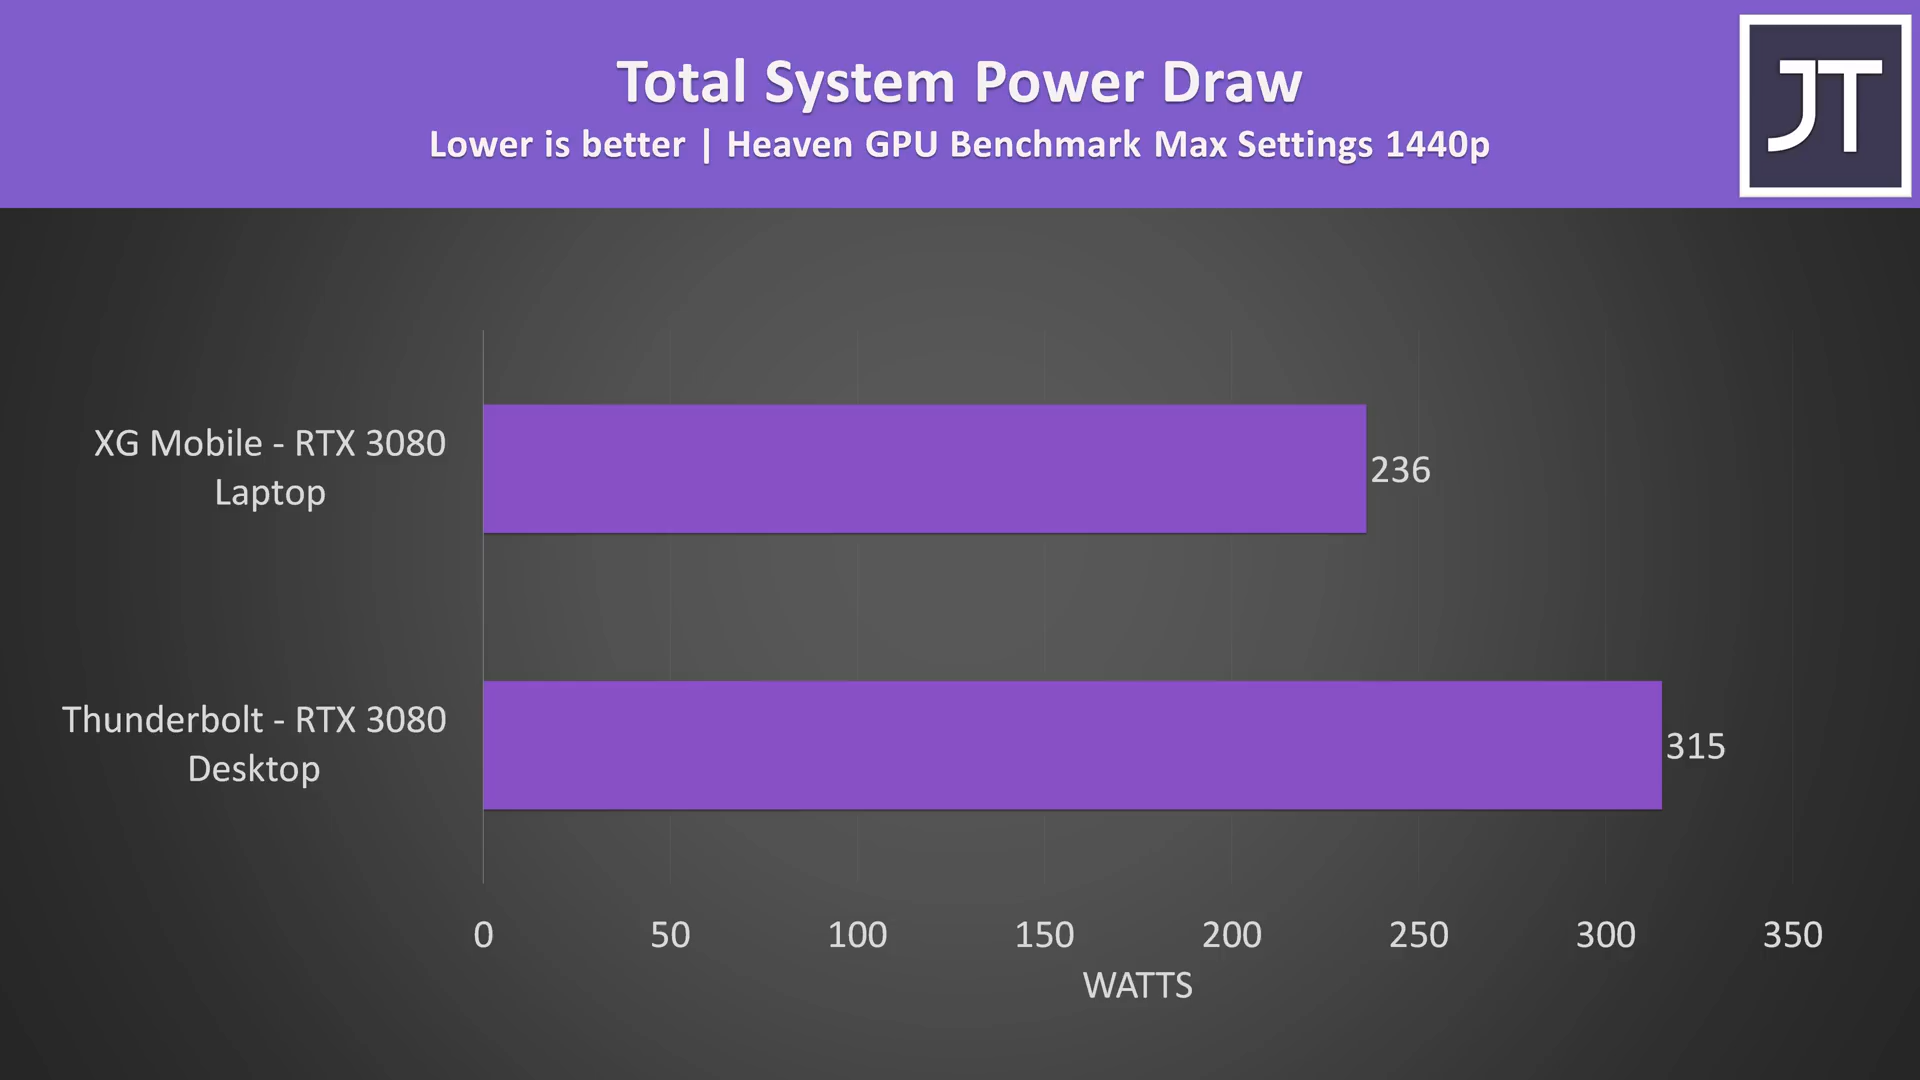 Total System Power Draw
Lower is better | Heaven GPU Benchmark Max Settings 1440p
JT
XG Mobile - RTX 3080
Laptop
236
Thunderbolt - RTX 3080
Desktop
315
0 50 100 150 200 250 300 350
WATTS